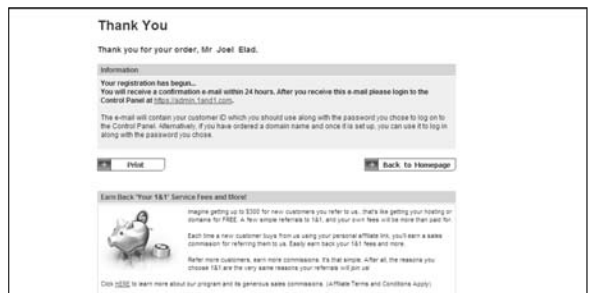 Thank You
Thank you for your order, Mr Joel Elad.
Information
Your registration has begun...
You will receive a confirmation e-mail within 24 hours. After you receive this e-mail please login to the
Control Panel at https://admin.1and1.com.
The e-mail will contain your customer ID which you should use along with the password you chose to log on to
the Control Panel. Alternatively, if you have ordered a domain name and once it is set up, you can use it to log in
along with the password you chose.
Print
Back to Homepage
Earn Back 'Your 1&1' Service Fees and More!
Imagine getting up to $300 for new customers you refer to us...that's like getting your hosting or
domains for FREE. A few simple referrals to 1&1, and your own fees will be more than paid for.
Each time a new customer buys from us using your personal affiliate link, you'll earn a sales
commission for referring them to us. Easily earn back your 1&1 fees and more.
Refer more customers, earn more commissions. It's that simple. After all, the reasons you
choose 1&1 are the very same reasons your referrals will join us!
Click HERE to learn more about our program and its generous sales commissions. (Affiliate Terms and Conditions Apply)